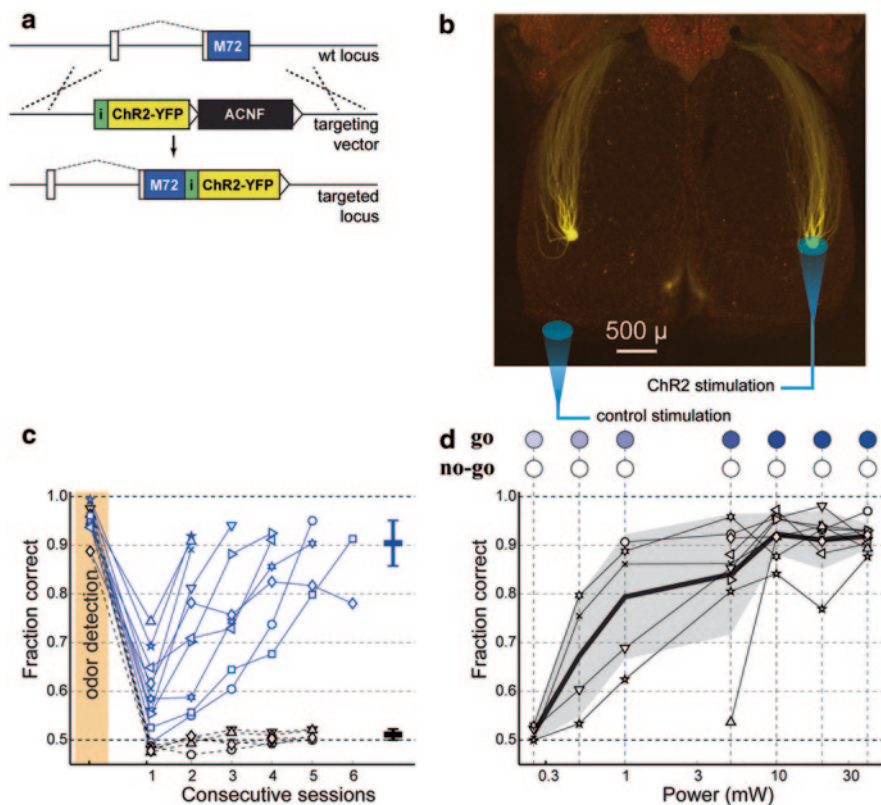 a
M72
wt locus
i ChR2-YFP ACNF
targeting
vector
M72 i ChR2-YFP
targeted
locus
b
500 μ
ChR2 stimulation
control stimulation
c
Fraction correct
1.0
0.9
0.8
0.7
0.6
0.5
odor detection
1 2 3 4 5 6
Consecutive sessions
d
go
no-go
Fraction correct
1.0
0.9
0.8
0.7
0.6
0.5
0.3 1 3 10 30
Power (mW)